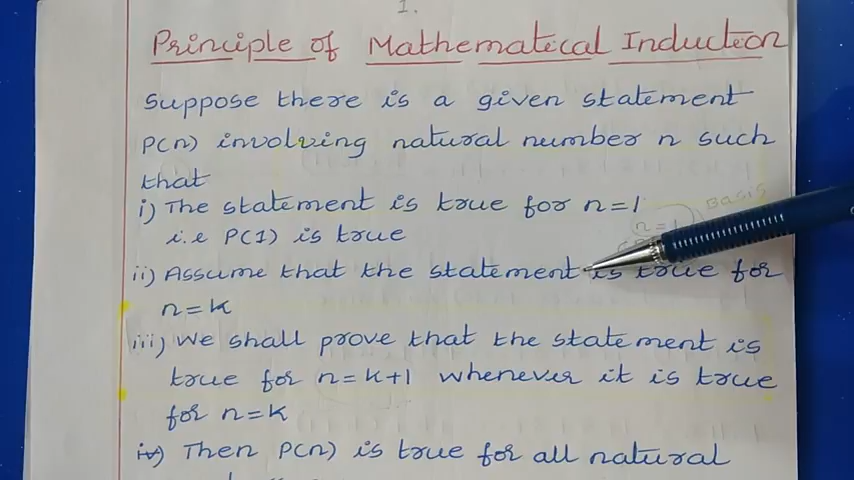 1.
Principle of Mathematical Induction
Suppose there is a given statement
P(n) involving natural number n such
that
i) The statement is true for n=1
i.e P(1) is true
Basis
n=1
ii) Assume that the statement is true for
n=k
iii) We shall prove that the statement is
true for n=k+1 whenever it is true
for n=k
iv) Then P(n) is true for all natural